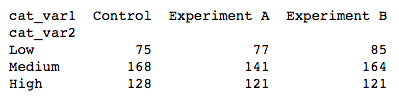 cat_var1 Control Experiment A Experiment B
cat_var2
Low 75 77 85
Medium 168 141 164
High 128 121 121